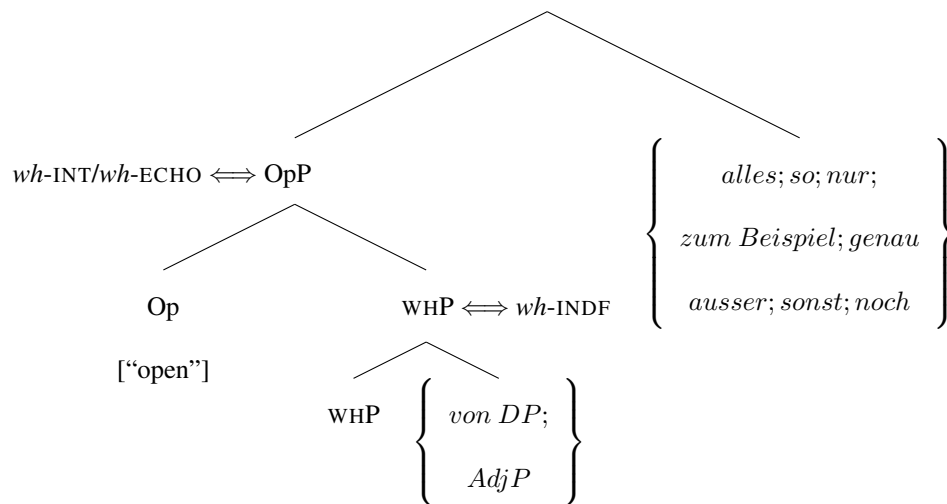 wh-INT/wh-ECHO ⟺ OpP
alles; so; nur;
zum Beispiel; genau
ausser; sonst; noch
Op
WHP ⟺ wh-INDF
[“open”]
WHP
von DP;
AdjP